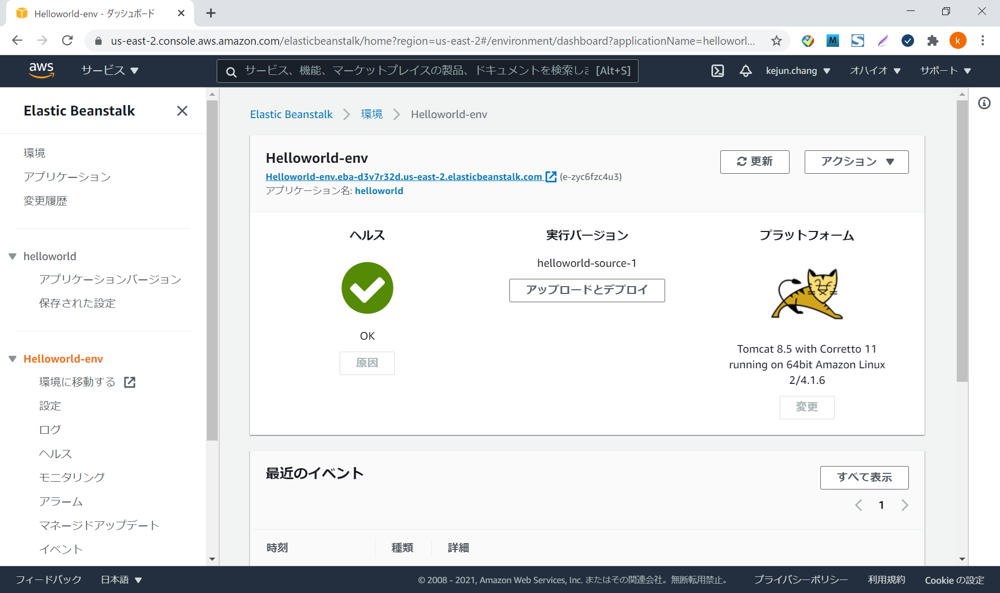 Helloworld-env - ダッシュボード
us-east-2.console.aws.amazon.com/elasticbeanstalk/home?region=us-east-2#/environment/dashboard?applicationName=helloworl...
M
S
k
aws
サービス
サービス、機能、マーケットプレイスの製品、ドキュメントを検索しま [Alt+S]
kejun.chang
オハイオ
サポート
Elastic Beanstalk
環境
アプリケーション
変更履歴
helloworld
アプリケーションバージョン
保存された設定
Helloworld-env
環境に移動する
設定
ログ
ヘルス
モニタリング
アラーム
マネージドアップデート
イベント
Elastic Beanstalk > 環境 > Helloworld-env
Helloworld-env
Helloworld-env.eba-d3v7r32d.us-east-2.elasticbeanstalk.com (e-zyc6fzc4u3)
アプリケーション名: helloworld
更新
アクション
ヘルス
OK
原因
実行バージョン
helloworld-source-1
アップロードとデプロイ
プラットフォーム
Tomcat 8.5 with Corretto 11
running on 64bit Amazon Linux
2/4.1.6
変更
最近のイベント
すべて表示
1
時刻 種類 詳細
フィードバック
日本語
© 2008 - 2021, Amazon Web Services, Inc. またはその関連会社。無断転用禁止。
プライバシーポリシー
利用規約
Cookie の設定